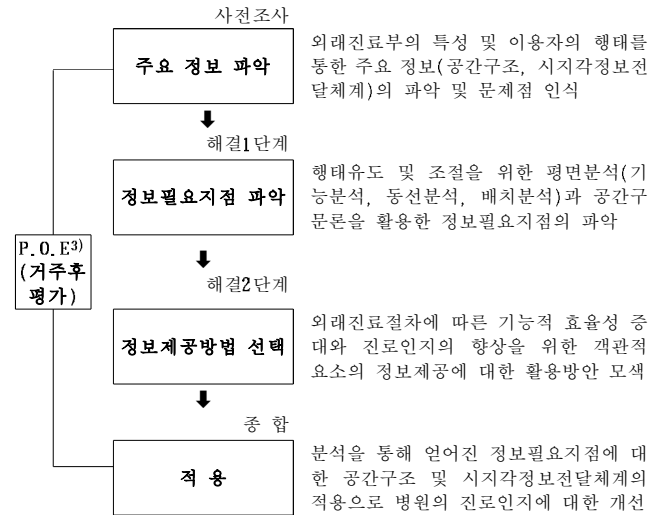 사전조사
주요 정보 파악
외래진료부의 특성 및 이용자의 행태를
통한 주요 정보(공간구조, 시지각정보전
달체계)의 파악 및 문제점 인식
해결1단계
정보필요지점 파악
행태유도 및 조절을 위한 평면분석(기
능분석, 동선분석, 배치분석)과 공간구
문론을 활용한 정보필요지점의 파악
P.O.E3)
(거주후
평가)
해결2단계
정보제공방법 선택
외래진료절차에 따른 기능적 효율성 증
대와 진로인지의 향상을 위한 객관적
요소의 정보제공에 대한 활용방안 모색
종 합
적 용
분석을 통해 얻어진 정보필요지점에 대
한 공간구조 및 시지각정보전달체계의
적용으로 병원의 진로인지에 대한 개선